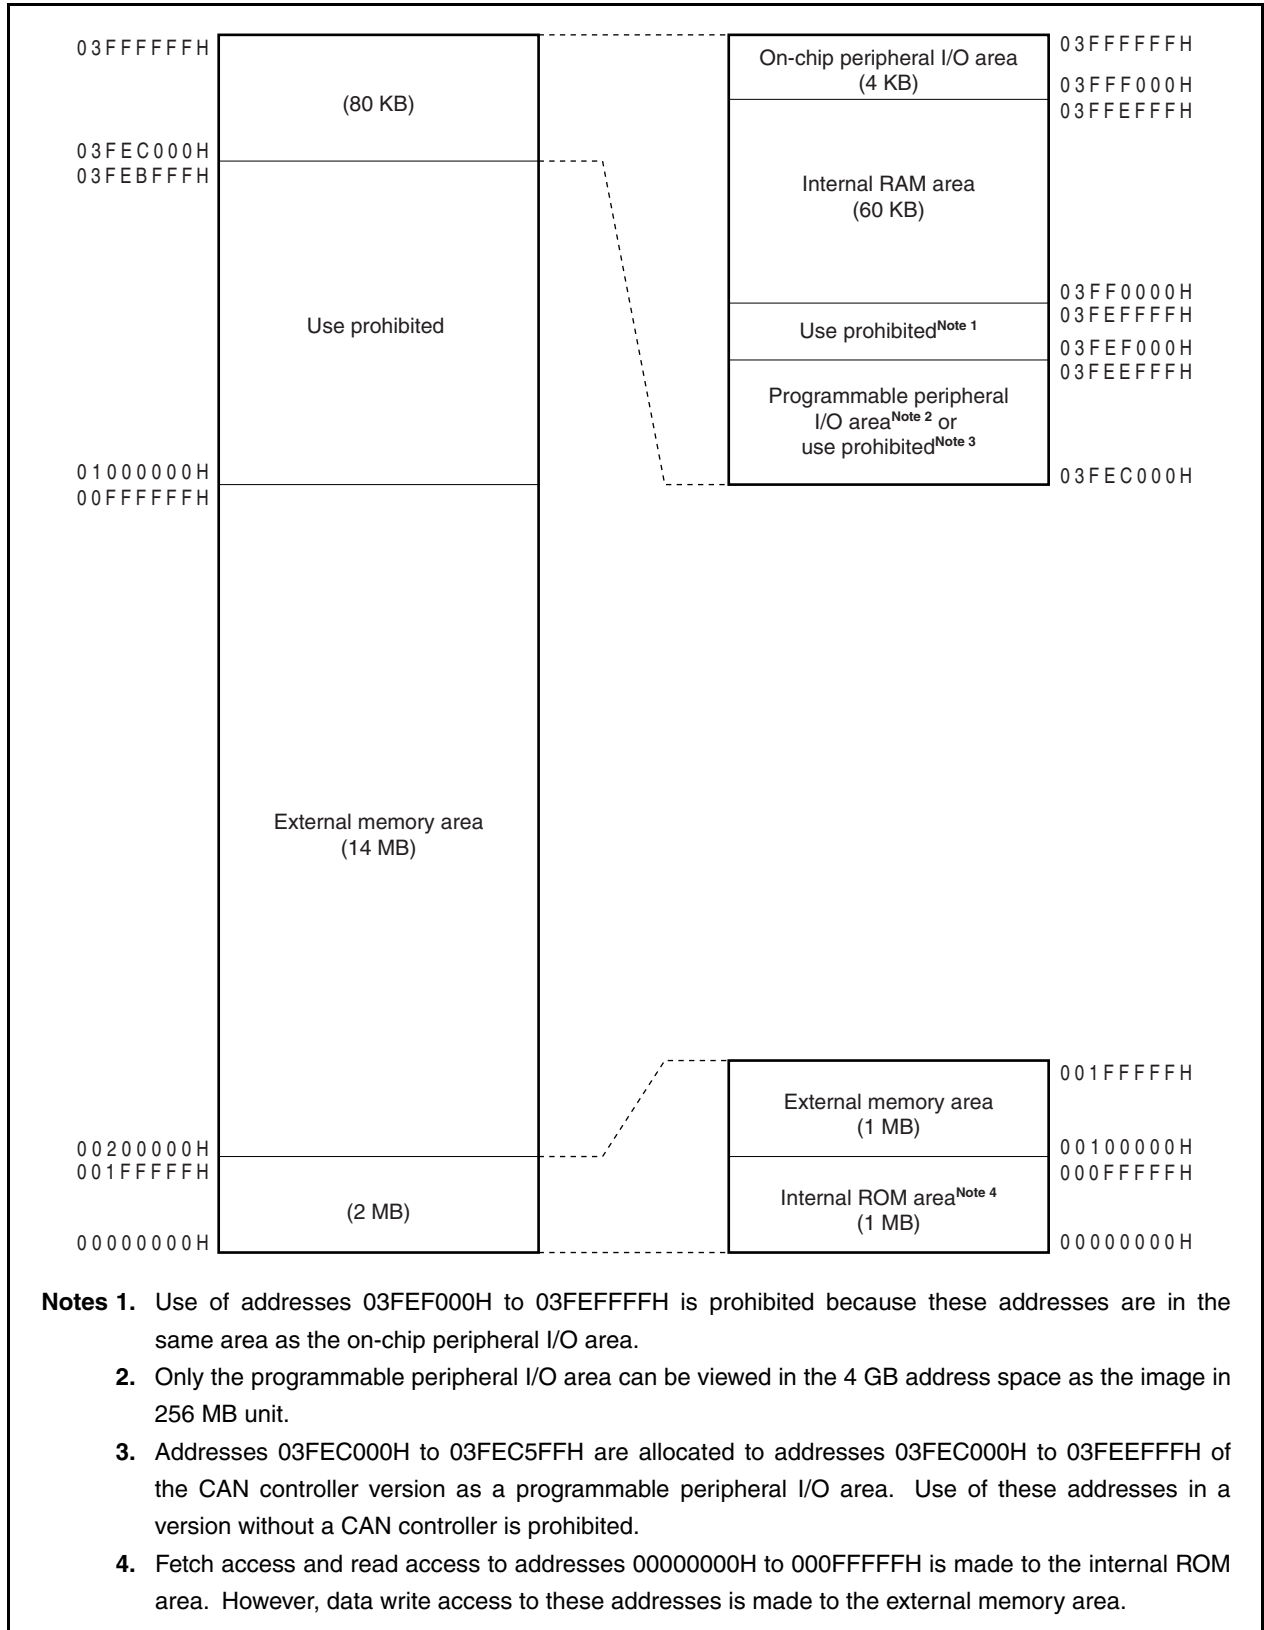 03FFFFFFH
(80 KB)
03FEC000H
03FEBFFFH
Use prohibited
01000000H
00FFFFFFH
External memory area
(14 MB)
00200000H
001FFFFFH
(2 MB)
00000000H
On-chip peripheral I/O area
(4 KB)
03FFFFFFH
03FFF000H
03FFEFFFH
Internal RAM area
(60 KB)
03FF0000H
03FEFFFFH
Use prohibitedNote 1
03FEF000H
03FEEFFFH
Programmable peripheral
I/O areaNote 2 or
use prohibitedNote 3
03FEC000H
001FFFFFH
External memory area
(1 MB)
00100000H
000FFFFFH
Internal ROM areaNote 4
(1 MB)
00000000H
Notes 1. Use of addresses 03FEF000H to 03FEFFFFH is prohibited because these addresses are in the
same area as the on-chip peripheral I/O area.
2. Only the programmable peripheral I/O area can be viewed in the 4 GB address space as the image in
256 MB unit.
3. Addresses 03FEC000H to 03FEC5FFH are allocated to addresses 03FEC000H to 03FEEFFFH of
the CAN controller version as a programmable peripheral I/O area. Use of these addresses in a
version without a CAN controller is prohibited.
4. Fetch access and read access to addresses 00000000H to 000FFFFFH is made to the internal ROM
area. However, data write access to these addresses is made to the external memory area.